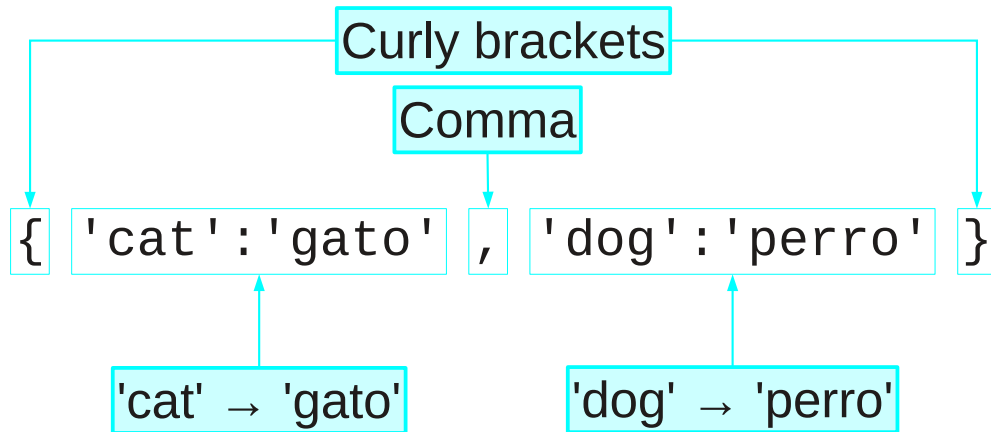 Curly brackets
Comma
{ 'cat':'gato' , 'dog':'perro' }
'cat' → 'gato' 'dog' → 'perro'